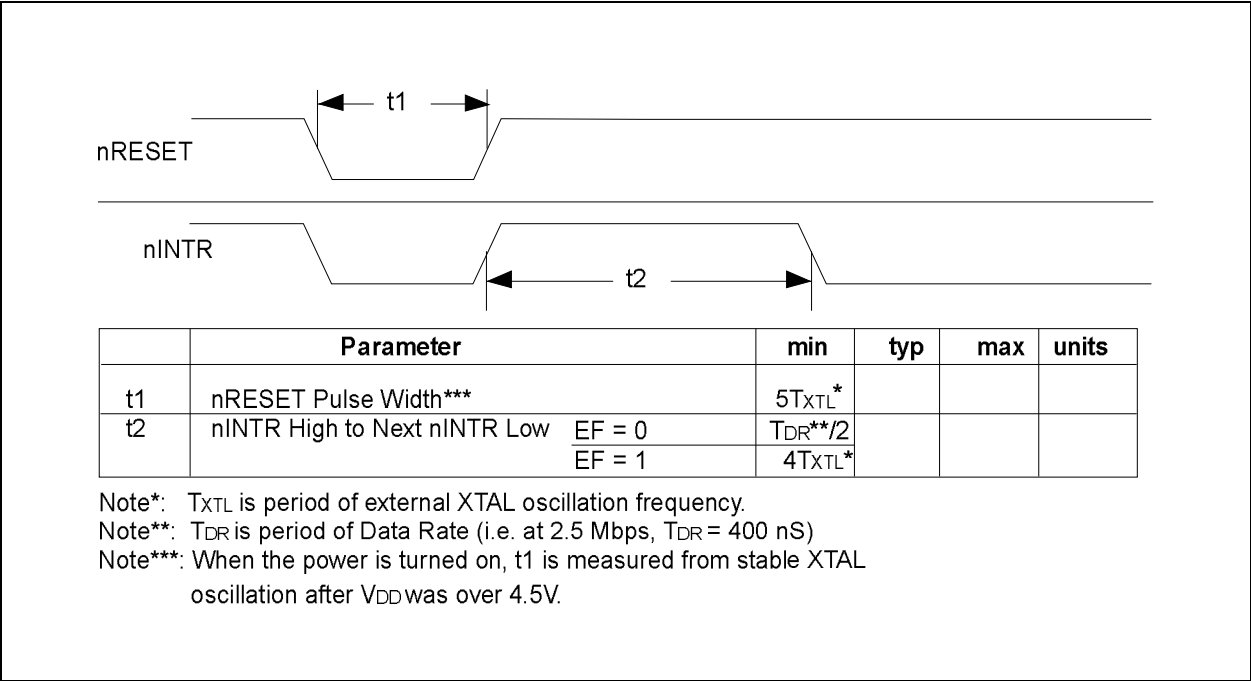 t1
nRESET
nINTR
t2
Parameter min typ max units
t1 nRESET Pulse Width*** 5TXTL*
t2 nINTR High to Next nINTR Low EF = 0 TDR**/2
EF = 1 4TXTL*
Note*: TXTL is period of external XTAL oscillation frequency.
Note**: TDR is period of Data Rate (i.e. at 2.5 Mbps, TDR = 400 nS)
Note***: When the power is turned on, t1 is measured from stable XTAL
oscillation after VDD was over 4.5V.